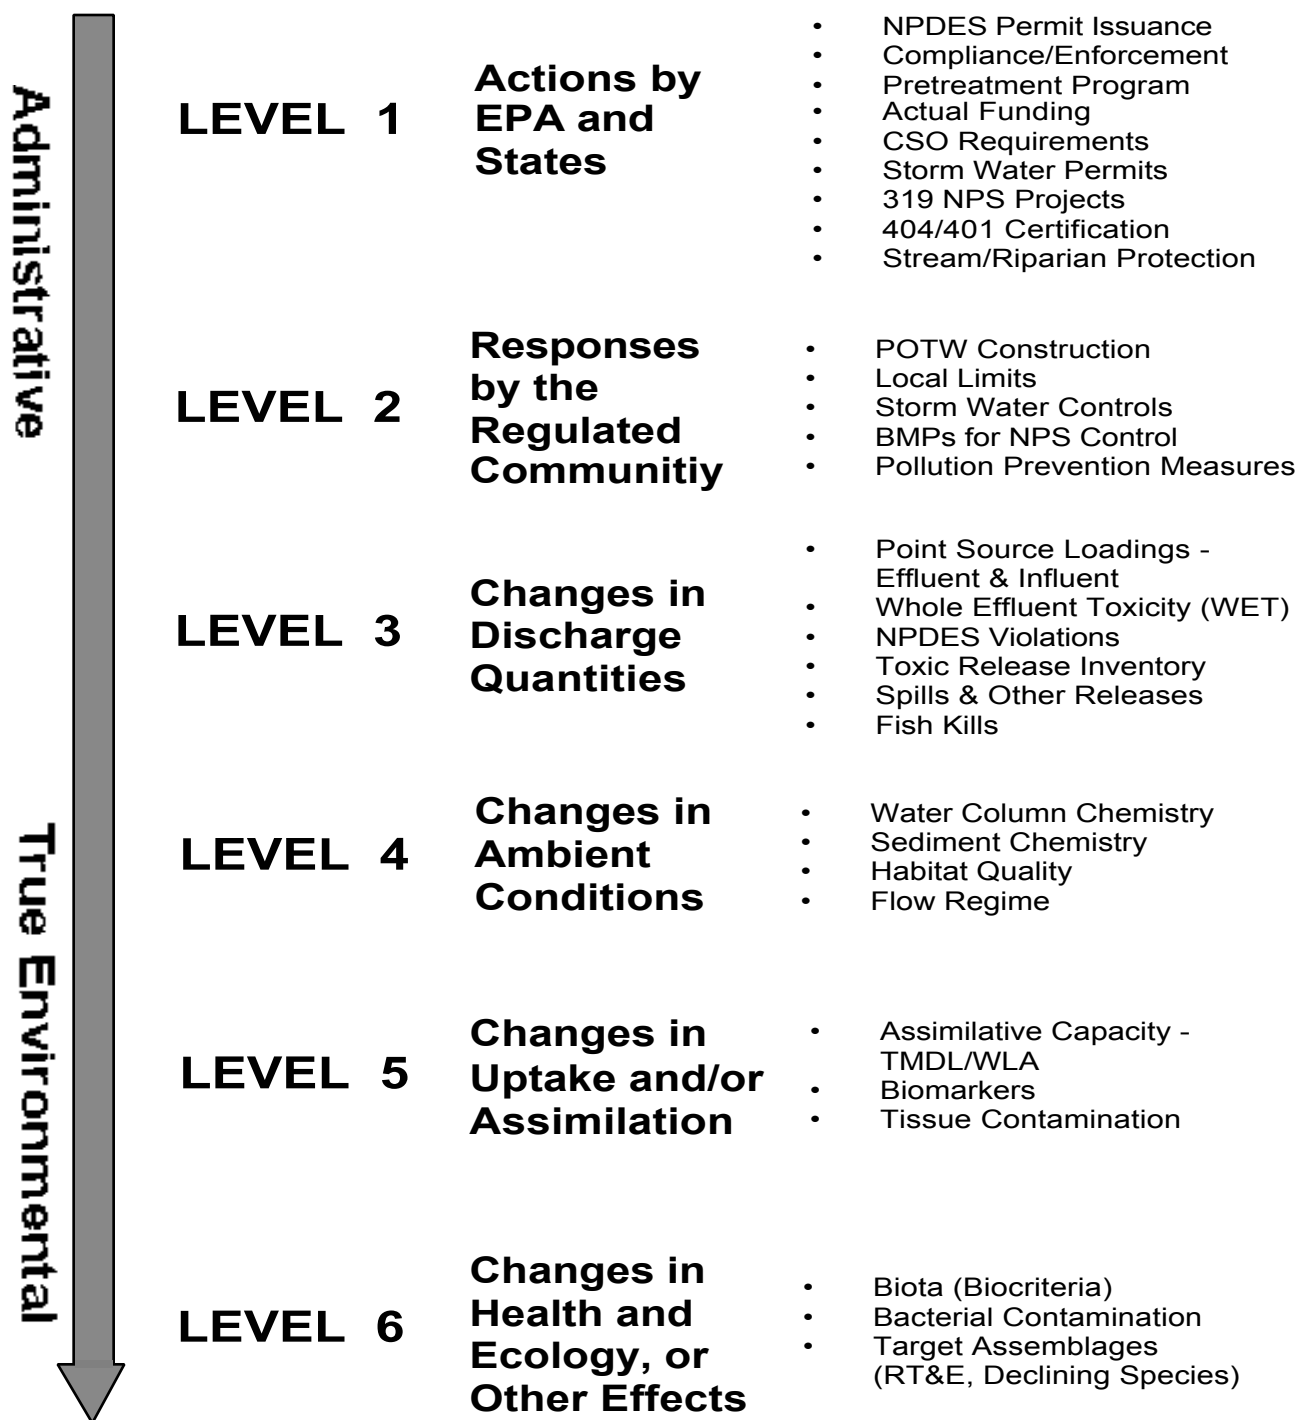 Administrative
True Environmental
LEVEL 1
Actions by
EPA and
States
• NPDES Permit Issuance
• Compliance/Enforcement
• Pretreatment Program
• Actual Funding
• CSO Requirements
• Storm Water Permits
• 319 NPS Projects
• 404/401 Certification
• Stream/Riparian Protection
LEVEL 2
Responses
by the
Regulated
Communitiy
• POTW Construction
• Local Limits
• Storm Water Controls
• BMPs for NPS Control
• Pollution Prevention Measures
LEVEL 3
Changes in
Discharge
Quantities
• Point Source Loadings -
Effluent & Influent
• Whole Effluent Toxicity (WET)
• NPDES Violations
• Toxic Release Inventory
• Spills & Other Releases
• Fish Kills
LEVEL 4
Changes in
Ambient
Conditions
• Water Column Chemistry
• Sediment Chemistry
• Habitat Quality
• Flow Regime
LEVEL 5
Changes in
Uptake and/or
Assimilation
• Assimilative Capacity -
TMDL/WLA
• Biomarkers
• Tissue Contamination
LEVEL 6
Changes in
Health and
Ecology, or
Other Effects
• Biota (Biocriteria)
• Bacterial Contamination
• Target Assemblages
(RT&E, Declining Species)